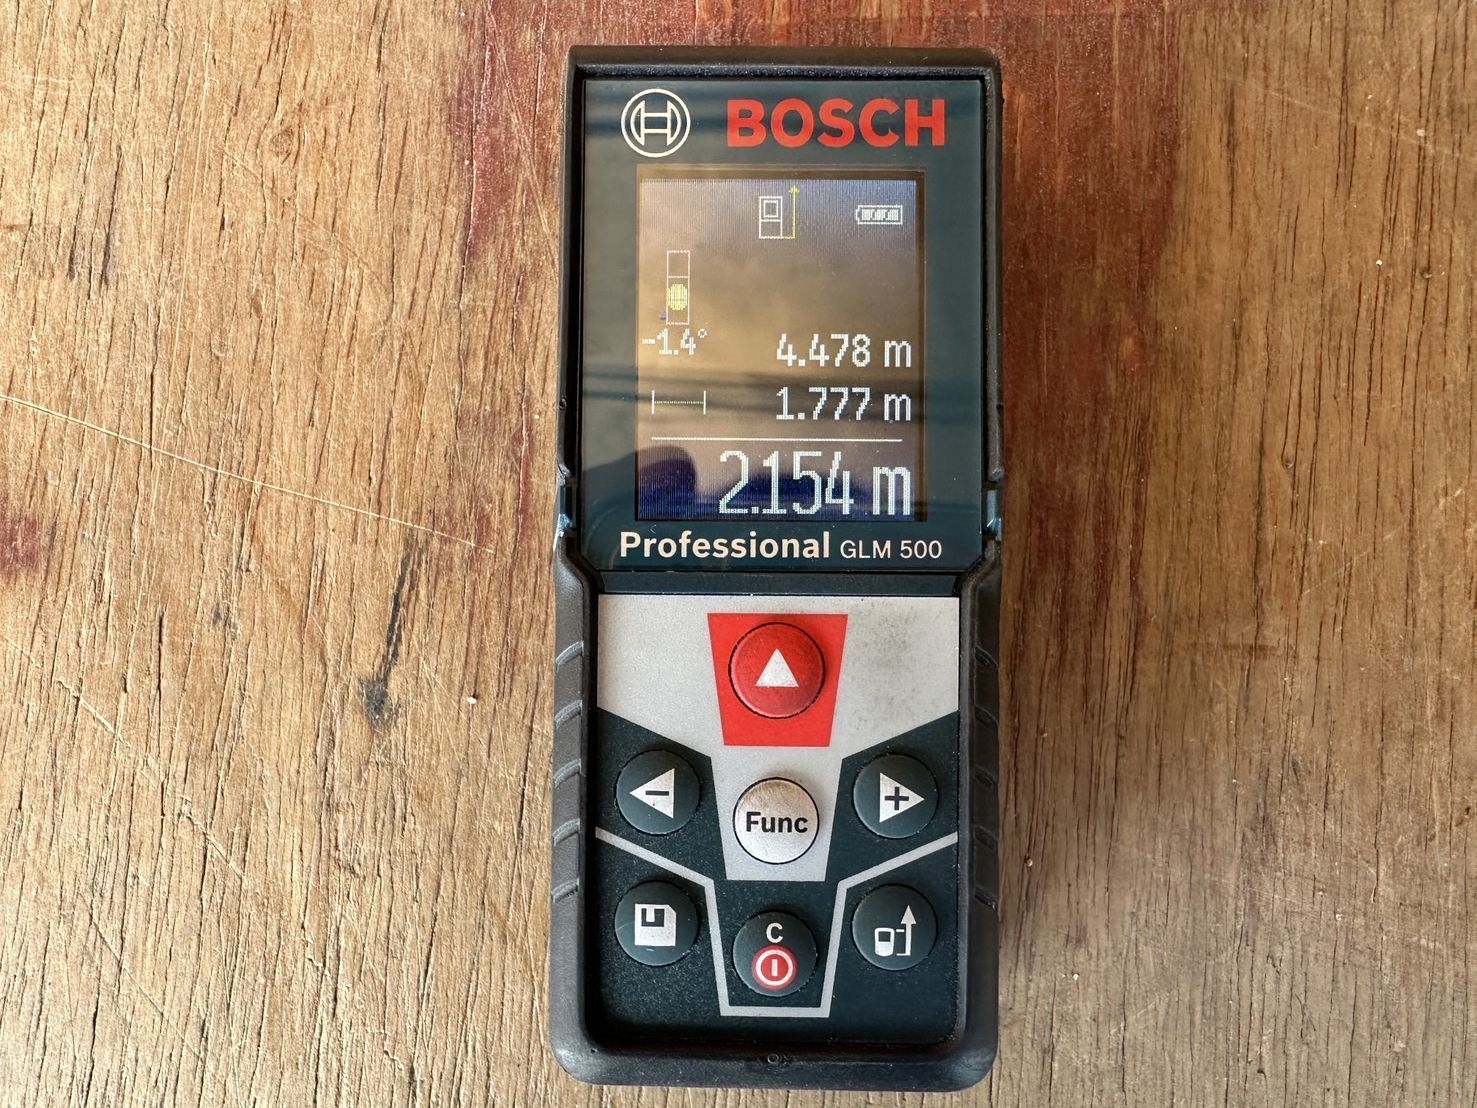 BOSCH
-1.4°
4.478 m
1.777 m
2.154 m
Professional GLM 500
-
+
Func
C